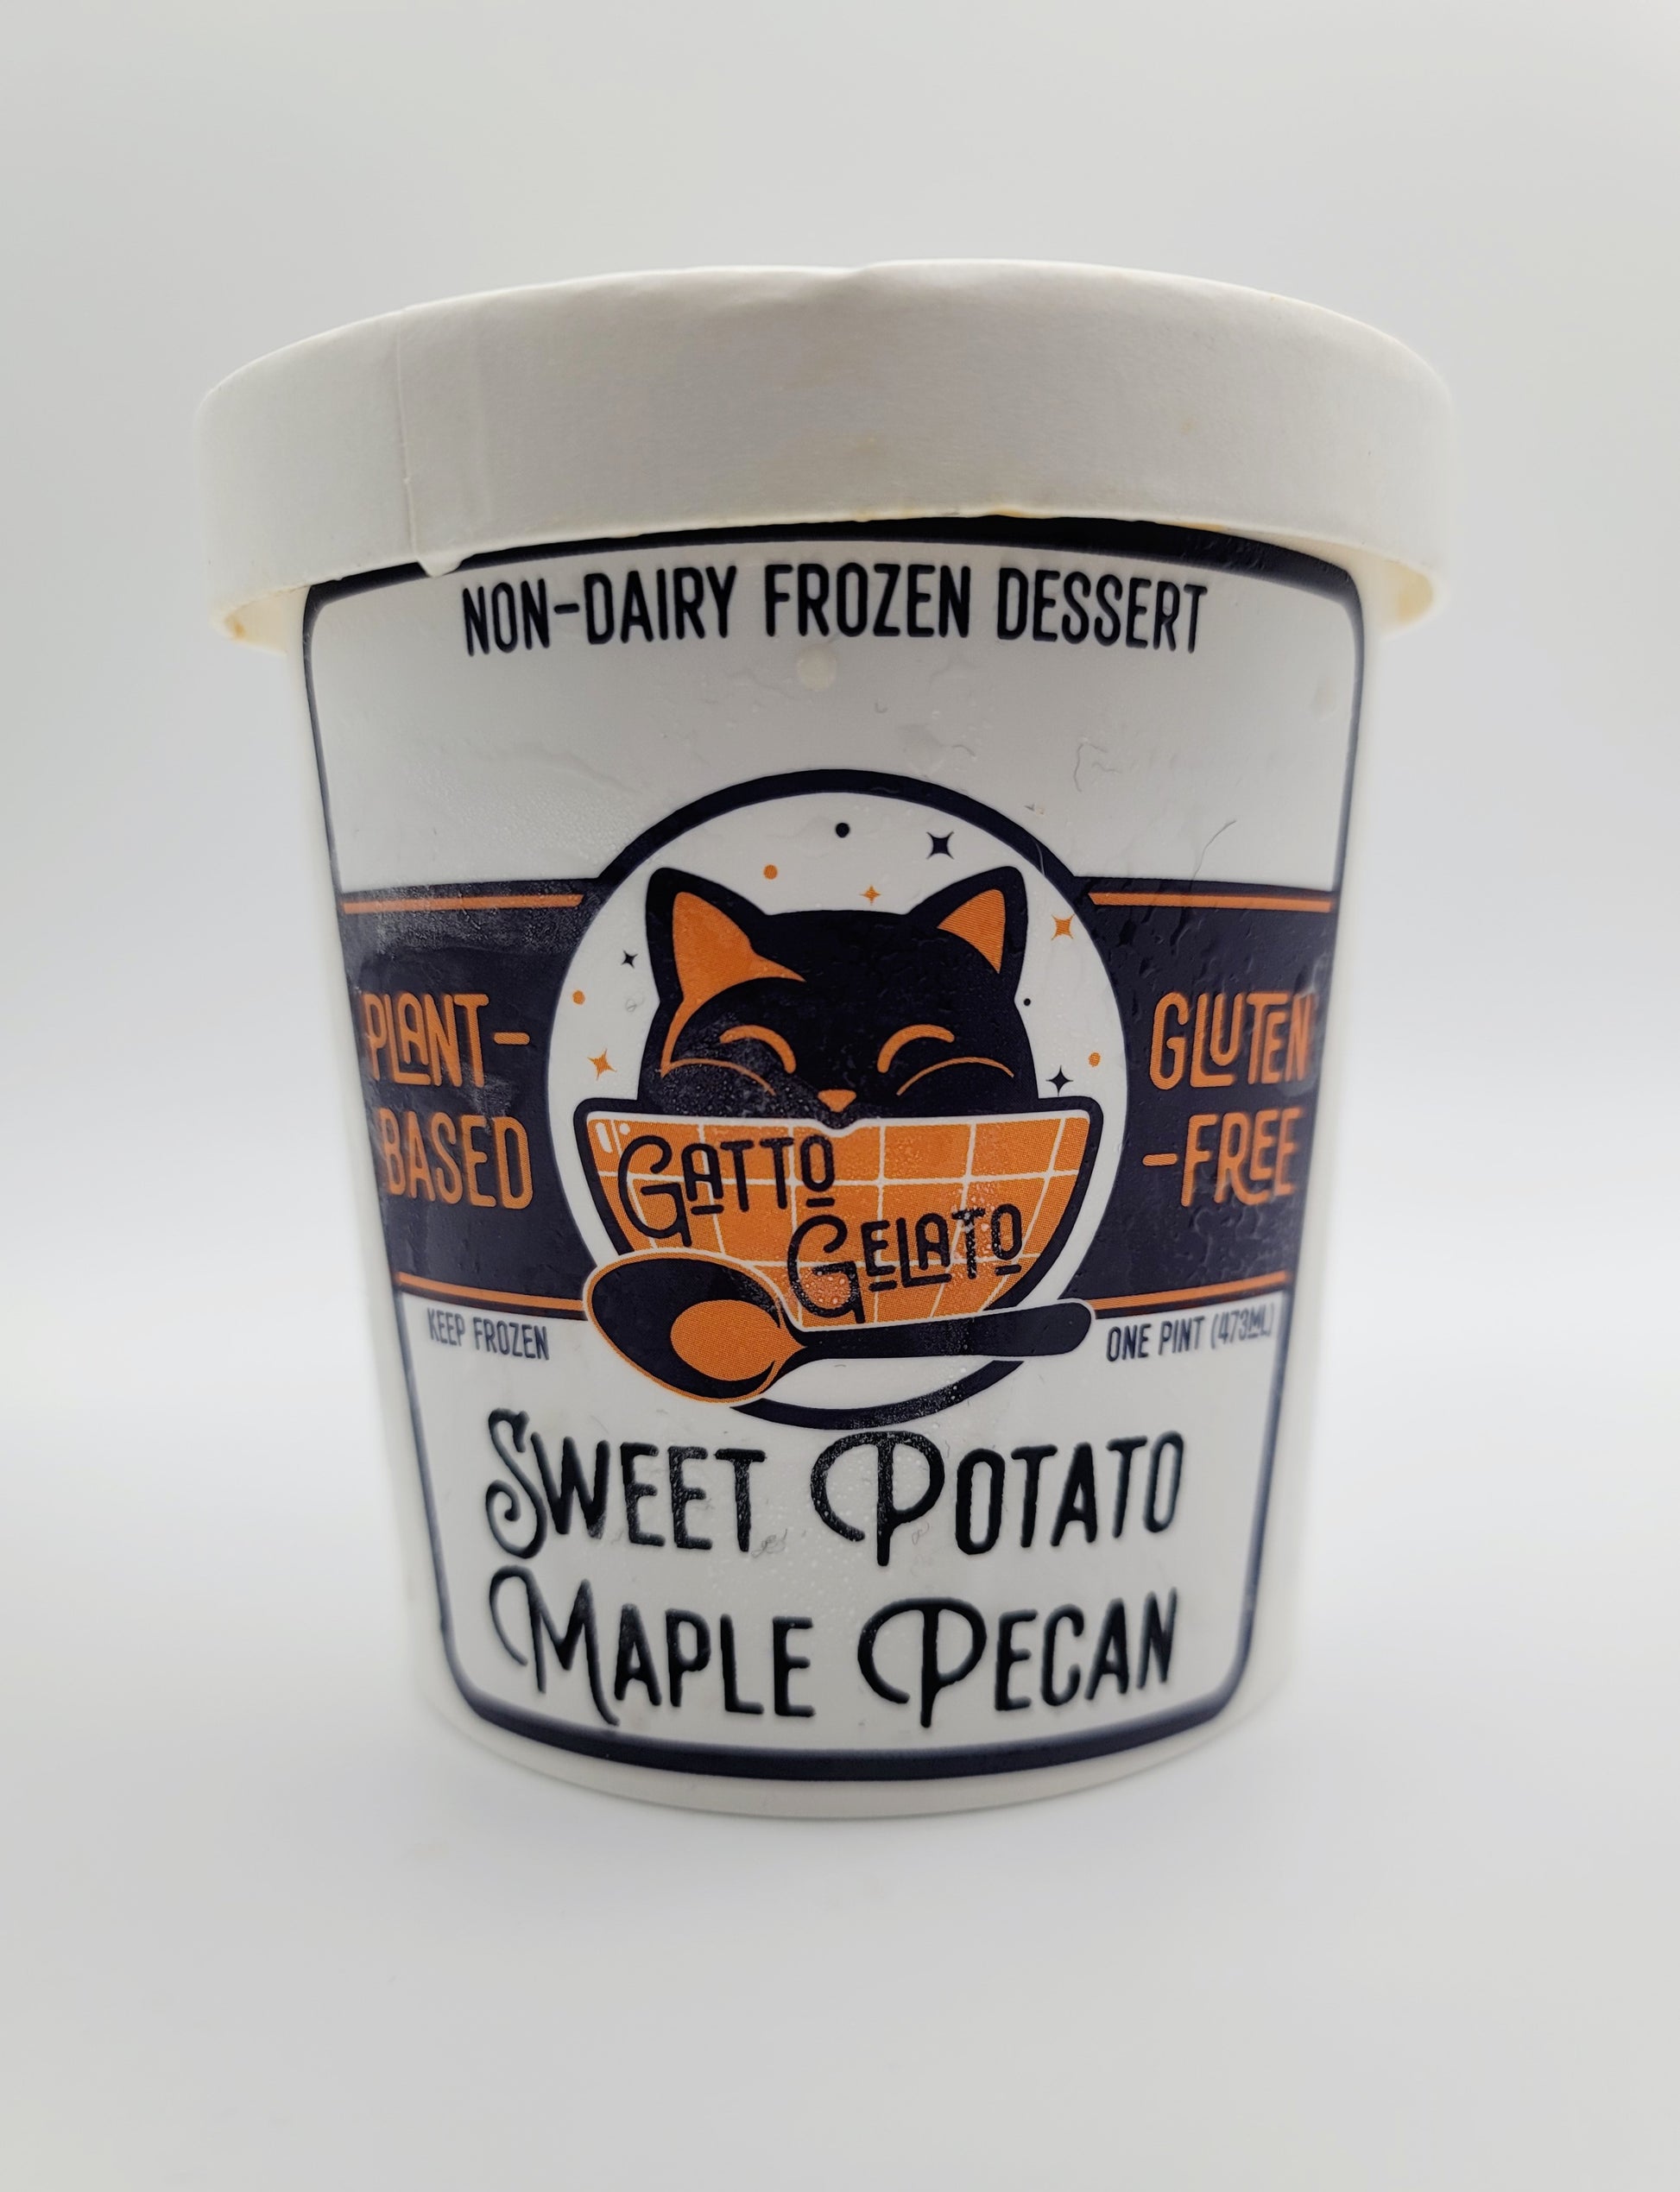 NON-DAIRY FROZEN DESSERT
PLANT-
BASED
GLUTEN
-FREE
GATTO
GELATO
KEEP FROZEN
ONE PINT (473ML)
SWEET POTATO
MAPLE PECAN